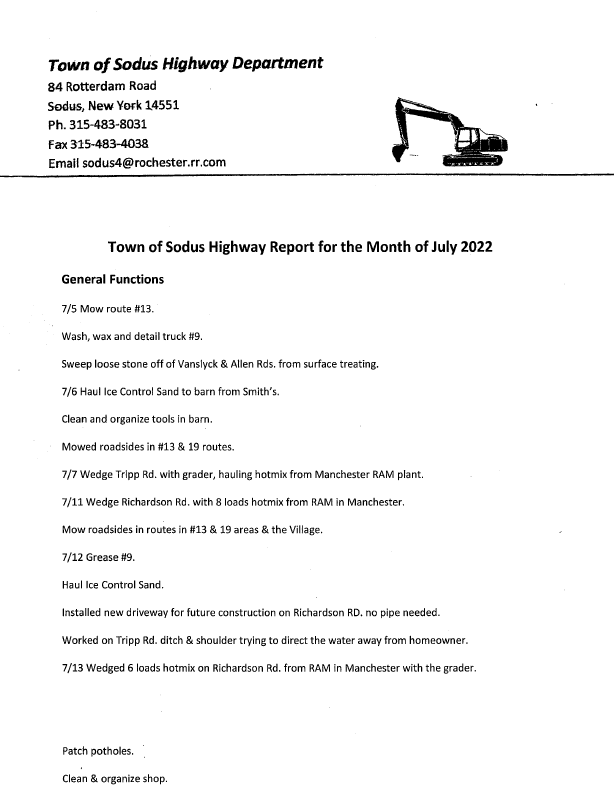 Town of Sodus Highway Department
84 Rotterdam Road
Sodus, New York 14551
Ph. 315-483-8031
Fax 315-483-4038
Email sodus4@rochester.rr.com
Town of Sodus Highway Report for the Month of July 2022
General Functions
7/5 Mow route #13.
Wash, wax and detail truck #9.
Sweep loose stone off of Vanslyck & Allen Rds. from surface treating.
7/6 Haul Ice Control Sand to barn from Smith's.
Clean and organize tools in barn.
Mowed roadsides in #13 & 19 routes.
7/7 Wedge Tripp Rd. with grader, hauling hotmix from Manchester RAM plant.
7/11 Wedge Richardson Rd. with 8 loads hotmix from RAM in Manchester.
Mow roadsides in routes in #13 & 19 areas & the Village.
7/12 Grease #9.
Haul Ice Control Sand.
Installed new driveway for future construction on Richardson RD. no pipe needed.
Worked on Tripp Rd. ditch & shoulder trying to direct the water away from homeowner.
7/13 Wedged 6 loads hotmix on Richardson Rd. from RAM in Manchester with the grader.
Patch potholes.
Clean & organize shop.